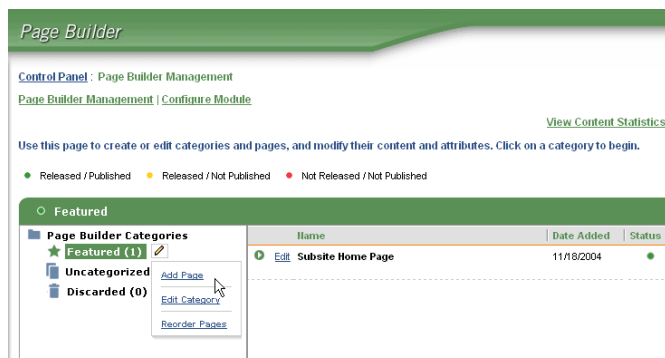 Page Builder
Control Panel : Page Builder Management
Page Builder Management | Configure Module
View Content Statistics
Use this page to create or edit categories and pages, and modify their content and attributes. Click on a category to begin.
Released / Published Released / Not Published Not Released / Not Published
Featured
Page Builder Categories Name Date Added Status
Featured (1) Edit Subsite Home Page 11/18/2004
Uncategorized Add Page
Discarded (0) Edit Category
Reorder Pages